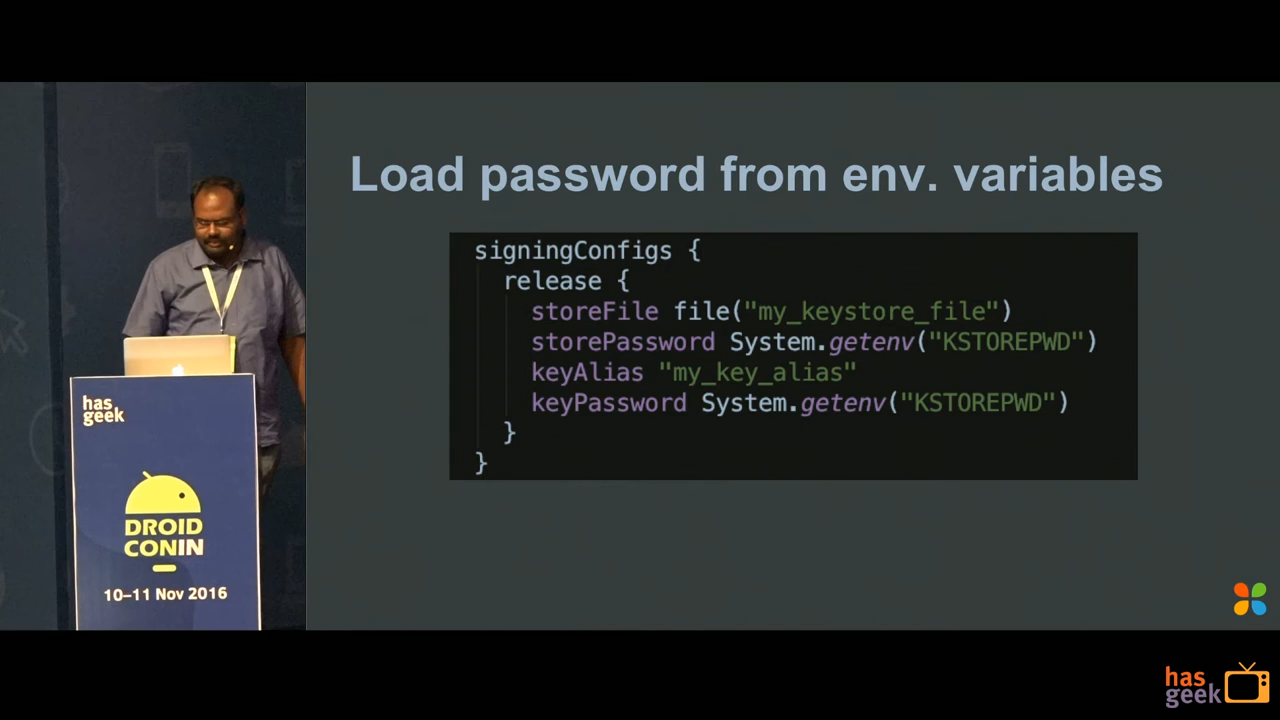 Load password from env. variables
signingConfigs {
release {
storeFile file("my_keystore_file")
storePassword System.getenv("KSTOREPWD")
keyAlias "my_key_alias"
keyPassword System.getenv("KSTOREPWD")
}
}
has
geek
DROID
CONIN
10–11 Nov 2016
has
geek